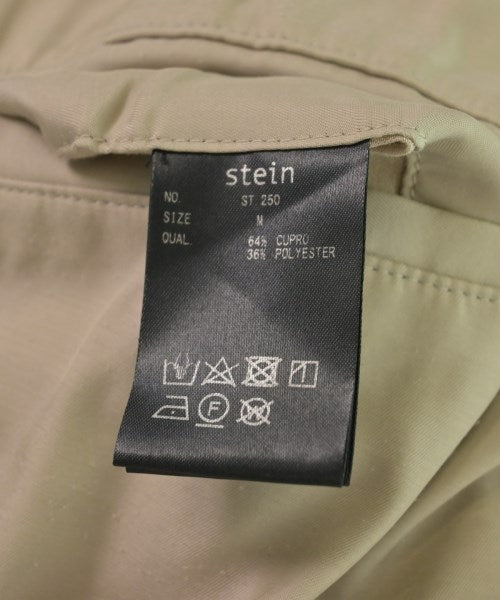 stein
NO. ST 250
SIZE M
QUAL. 64% CUPRO
36% POLYESTER
F
W